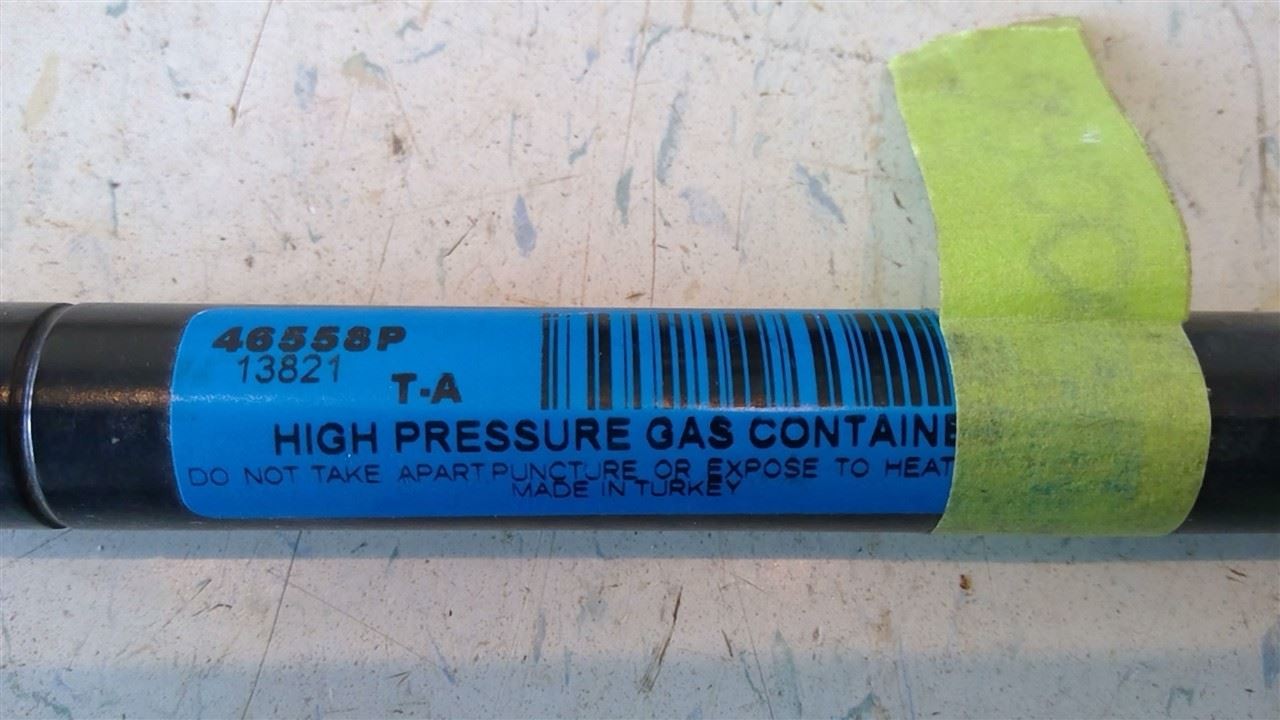 46558P
13821
T-A
HIGH PRESSURE GAS CONTAINE
DO NOT TAKE APART PUNCTURE OR EXPOSE TO HEAT
MADE IN TURKEY